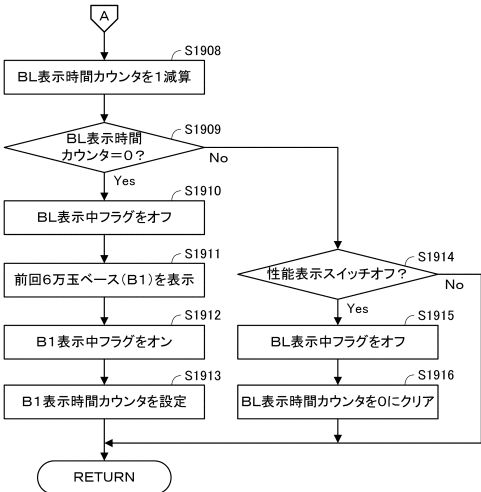 A
S1908
BL表示時間カウンタを1減算
S1909
BL表示時間
カウンタ=0?
No
Yes
S1910
BL表示中フラグをオフ
S1911
前回6万玉ベース(B1)を表示
S1912
B1表示中フラグをオン
S1913
B1表示時間カウンタを設定
S1914
性能表示スイッチオフ?
No
Yes
S1915
BL表示中フラグをオフ
S1916
BL表示時間カウンタを0にクリア
RETURN